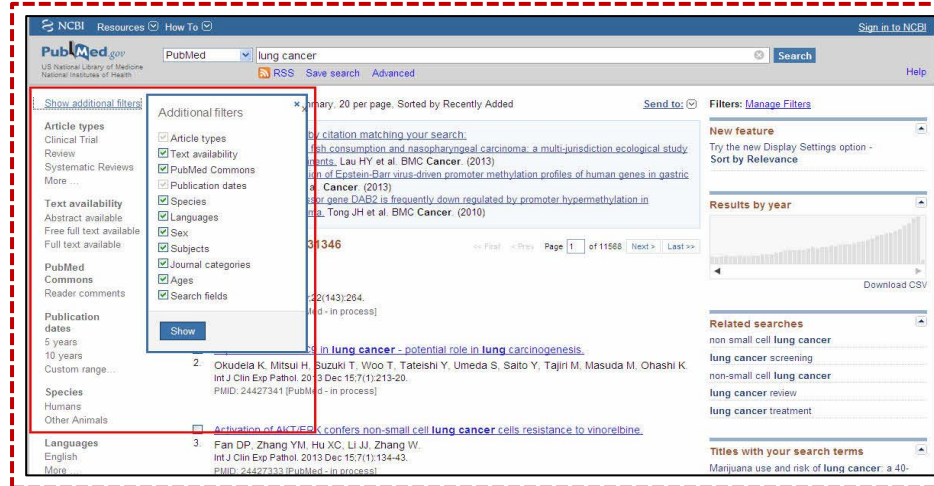 NCBI Resources How To Sign in to NCBI
PubMed.gov
US National Library of Medicine
National Institutes of Health
PubMed lung cancer Search
RSS Save search Advanced Help
Show additional filters
Article types
Clinical Trial
Review
Systematic Reviews
More ...
Text availability
Abstract available
Free full text available
Full text available
PubMed
Commons
Reader comments
Publication
dates
5 years
10 years
Custom range...
Species
Humans
Other Animals
Languages
English
More ...
Additional filters
Article types
Text availability
PubMed Commons
Publication dates
Species
Languages
Sex
Subjects
Journal categories
Ages
Search fields
Show
mmary, 20 per page, Sorted by Recently Added Send to:
by citation matching your search:
fish consumption and nasopharyngeal carcinoma: a multi-jurisdiction ecological study
Lau HY et al. BMC Cancer. (2013)
of Epstein-Barr virus-driven promoter methylation profiles of human genes in gastric
Cancer. (2013)
sor gene DAB2 is frequently down regulated by promoter hypermethylation in
Tong JH et al. BMC Cancer. (2010)
31346 << First < Prev Page 1 of 11568 Next > Last >>
22(143):264.
- in process]
in lung cancer - potential role in lung carcinogenesis.
2. Okudela K, Mitsui H, Suzuki T, Woo T, Tateishi Y, Umeda S, Saito Y, Tajiri M, Masuda M, Ohashi K.
Int J Clin Exp Pathol. 2013 Dec 15;7(1):213-20.
PMID: 24427341 [PubMed - in process]
Activation of AKT/ERK confers non-small cell lung cancer cells resistance to vinorelbine.
3. Fan DP, Zhang YM, Hu XC, Li JJ, Zhang W.
Int J Clin Exp Pathol. 2013 Dec 15;7(1):134-43.
PMID: 24427333 [PubMed - in process]
Filters: Manage Filters
New feature
Try the new Display Settings option -
Sort by Relevance
Results by year
Download CSV
Related searches
non small cell lung cancer
lung cancer screening
non-small cell lung cancer
lung cancer review
lung cancer treatment
Titles with your search terms
Marijuana use and risk of lung cancer: a 40-